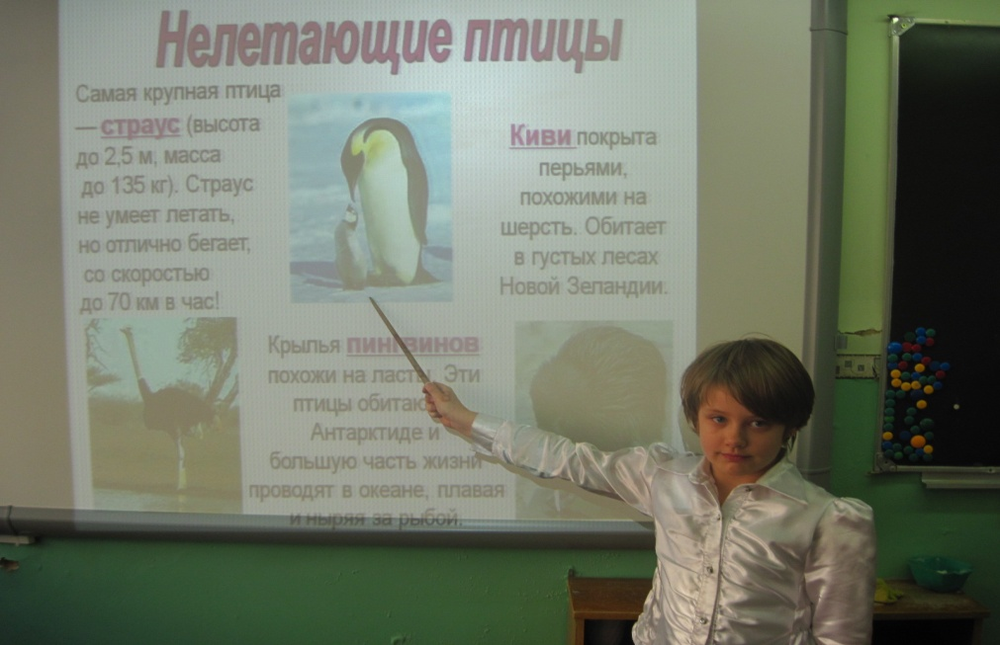 Нелетающие птицы
Самая крупная птица
— страус (высота
до 2,5 м, масса
до 135 кг). Страус
не умеет летать,
но отлично бегает,
со скоростью
до 70 км в час!
Киви покрыта
перьями,
похожими на
шерсть. Обитает
в густых лесах
Новой Зеландии.
Крылья пингвинов
похожи на ласты. Эти
птицы
Антарктиде и
большую часть жизни
проводят в океане, плавая
и ныряя за рыбой.